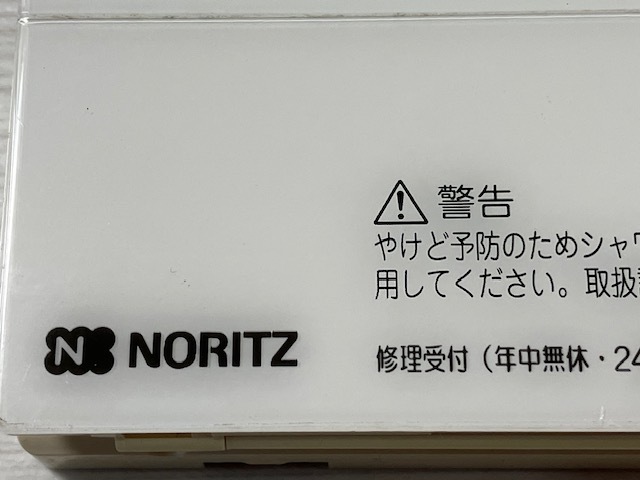 警告
やけど予防のためシャワ
用してください。取扱
N NORITZ
修理受付（年中無休・24